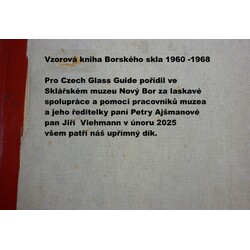 Vzorová kniha Borského skla 1960 -1968
Pro Czech Glass Guide pořídil ve
Sklářském muzeu Nový Bor za laskavé
spolupráce a pomoci pracovníků muzea
a jeho ředitelky paní Petry Ajšmanové
pan Jiří Viehmann v únoru 2025
všem patří náš upřímný dík.